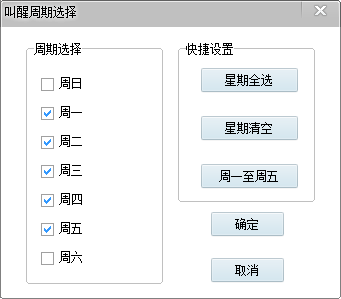 叫醒周期选择
周期选择
周日
周一
周二
周三
周四
周五
周六
快捷设置
星期全选
星期清空
周一至周五
确定
取消